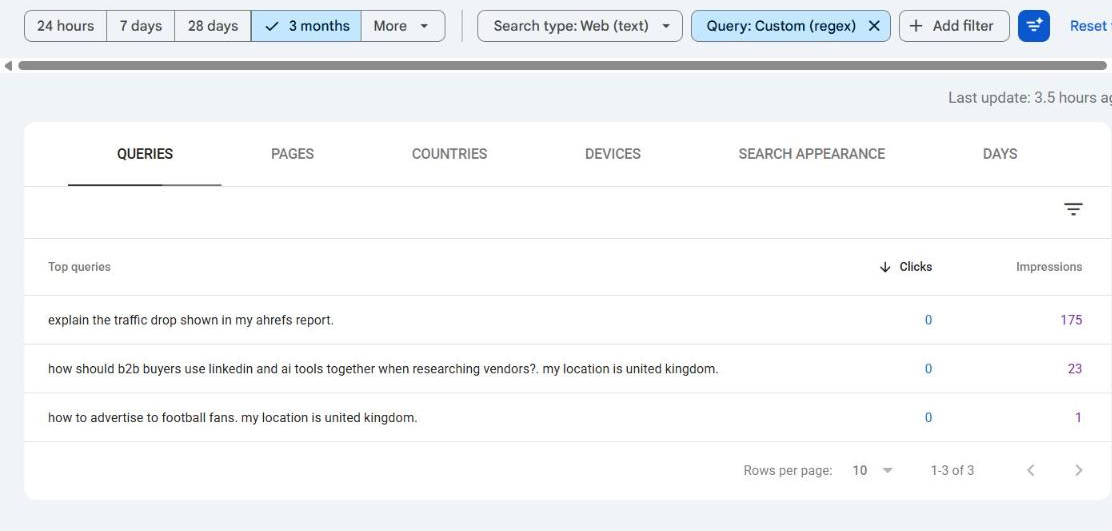 24 hours 7 days 28 days 3 months More Search type: Web (text) Query: Custom (regex) Add filter Reset
Last update: 3.5 hours ag
QUERIES PAGES COUNTRIES DEVICES SEARCH APPEARANCE DAYS
Top queries Clicks Impressions
explain the traffic drop shown in my ahrefs report. 0 175
how should b2b buyers use linkedin and ai tools together when researching vendors?. my location is united kingdom. 0 23
how to advertise to football fans. my location is united kingdom. 0 1
Rows per page: 10 1-3 of 3